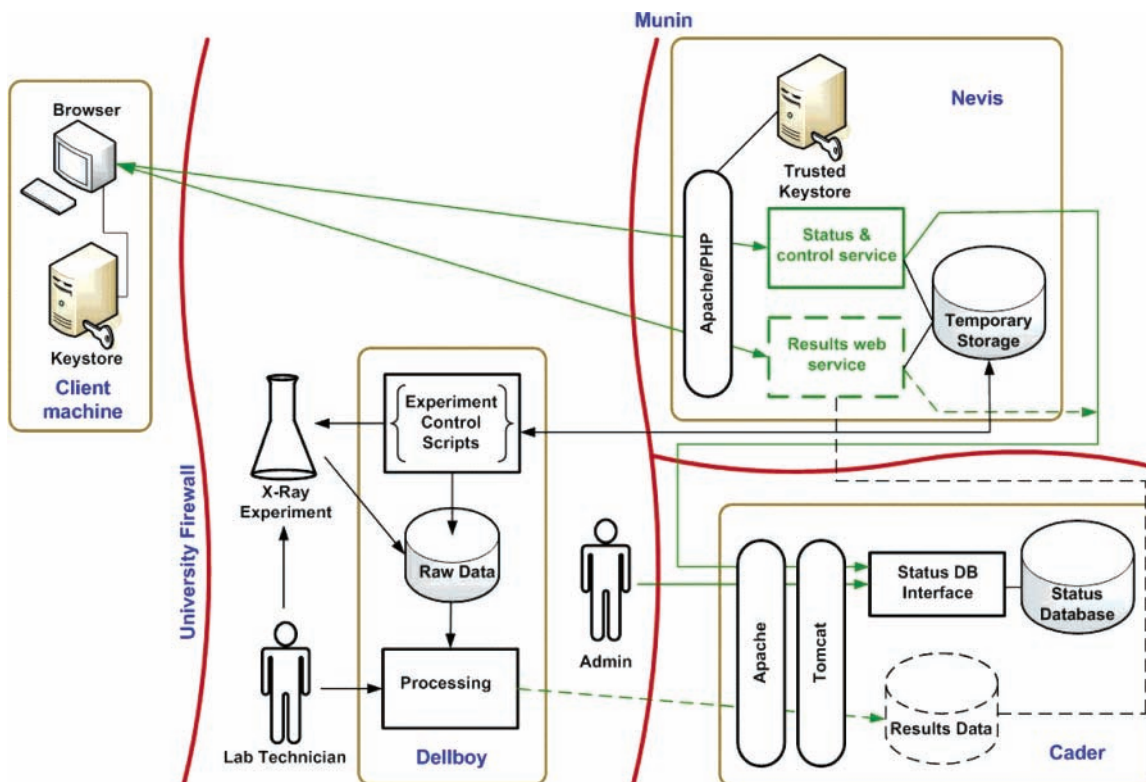 Munin
Browser
Keystore
Client
machine
University Firewall
Nevis
Trusted
Keystore
Apache/PHP
Status &
control service
Results web
service
Temporary
Storage
Experiment
Control
Scripts
X-Ray
Experiment
Raw Data
Processing
Lab Technician
Dellboy
Admin
Apache
Tomcat
Status DB
Interface
Status
Database
Results Data
Cader